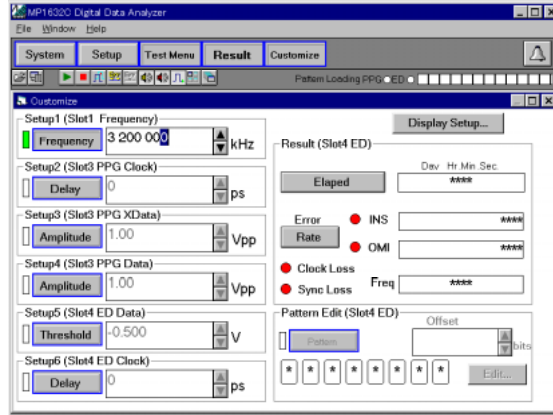 MP1632C Digital Data Analyzer
File Window Help
System Setup Test Menu Result Customize
Pattern Loading PPG ED
Customize
Setup1 (Slot1 Frequency)
Frequency 3 200 000 kHz
Setup2 (Slot3 PPG Clock)
Delay 0 ps
Setup3 (Slot3 PPG XData)
Amplitude 1.00 Vpp
Setup4 (Slot3 PPG Data)
Amplitude 1.00 Vpp
Setup5 (Slot4 ED Data)
Threshold -0.500 V
Setup6 (Slot4 ED Clock)
Delay 0 ps
Display Setup...
Result (Slot4 ED)
Day Hr Min Sec
Elaped ****
Error INS ****
Rate OMI ****
Clock Loss
Sync Loss Freq ****
Pattern Edit (Slot4 ED)
Offset
Pattern bits
* * * * * * * * Edit...